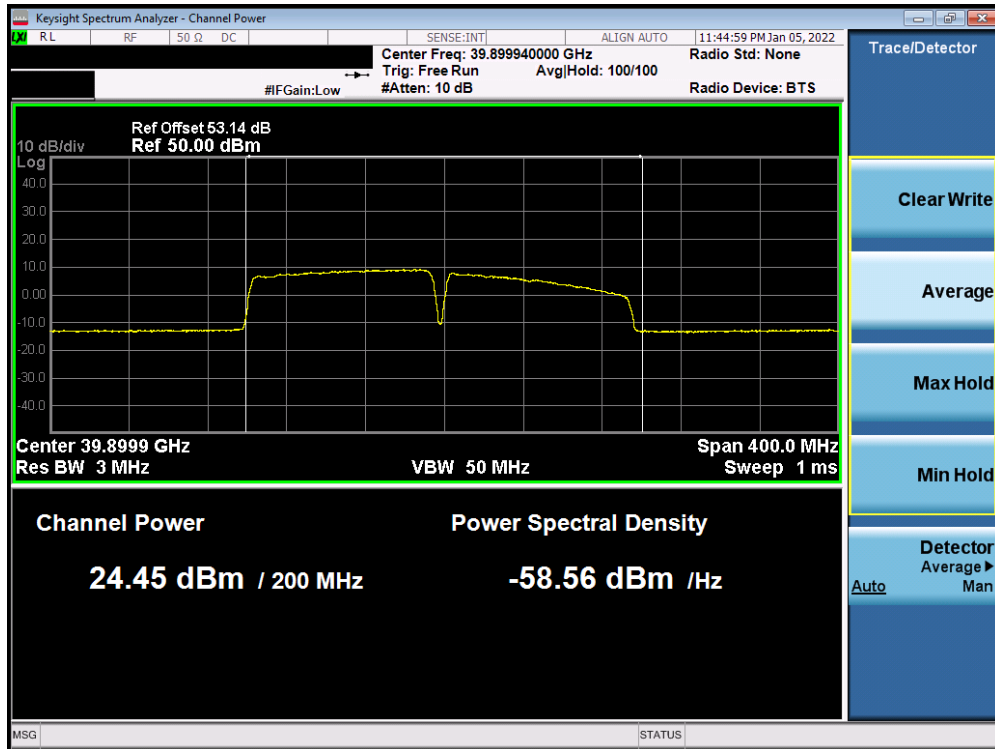 Keysight Spectrum Analyzer - Channel Power
LXI RL RF 50 Ω DC SENSE:INT ALIGN AUTO 11:44:59 PM Jan 05, 2022
Center Freq: 39.899940000 GHz Radio Std: None
Trig: Free Run Avg|Hold: 100/100
#IFGain:Low #Atten: 10 dB Radio Device: BTS
Trace/Detector
Ref Offset 53.14 dB
10 dB/div Ref 50.00 dBm
Log
40.0
30.0
20.0
10.0
0.00
-10.0
-20.0
-30.0
-40.0
Center 39.8999 GHz Span 400.0 MHz
Res BW 3 MHz VBW 50 MHz Sweep 1 ms
Channel Power Power Spectral Density
24.45 dBm / 200 MHz -58.56 dBm /Hz
Clear Write
Average
Max Hold
Min Hold
Detector
Average
Auto Man
MSG STATUS